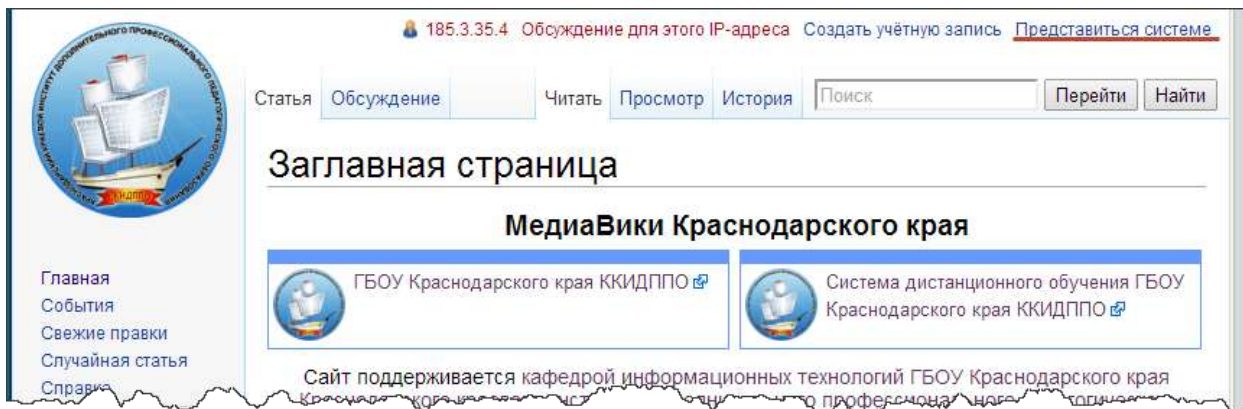 185.3.35.4 Обсуждение для этого IP-адреса Создать учётную запись Представиться системе
Статья Обсуждение Читать Просмотр История Поиск Перейти Найти
Заглавная страница
МедиаВики Краснодарского края
ГБОУ Краснодарского края ККИДППО
Система дистанционного обучения ГБОУ
Краснодарского края ККИДППО
Главная
События
Свежие правки
Случайная статья
Справка
Сайт поддерживается кафедрой информационных технологий ГБОУ Краснодарского края
ККИДППО